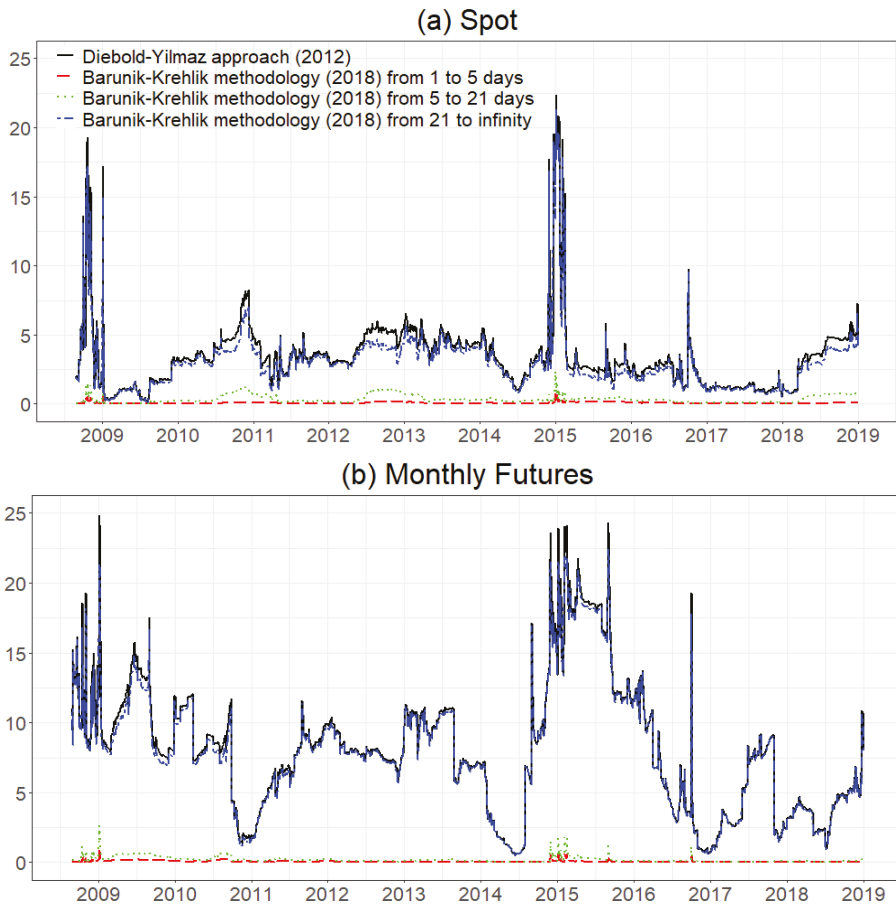 (a) Spot
25
20
15
10
5
0
Diebold-Yilmaz approach (2012)
Barunik-Krehlik methodology (2018) from 1 to 5 days
Barunik-Krehlik methodology (2018) from 5 to 21 days
Barunik-Krehlik methodology (2018) from 21 to infinity
2009 2010 2011 2012 2013 2014 2015 2016 2017 2018 2019
(b) Monthly Futures
25
20
15
10
5
0
2009 2010 2011 2012 2013 2014 2015 2016 2017 2018 2019